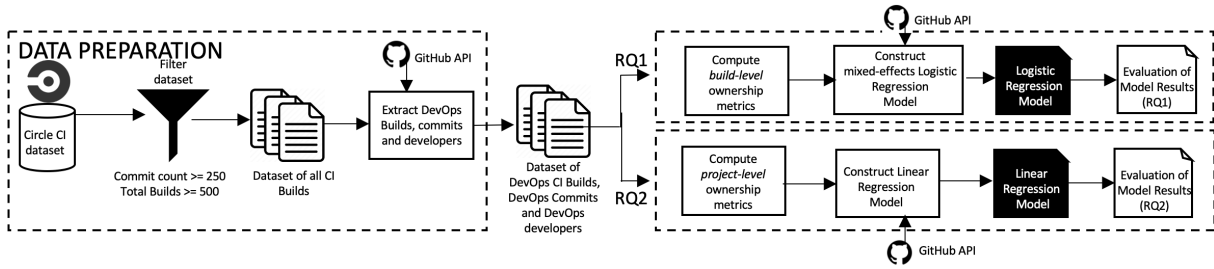 DATA PREPARATION
Circle CI
dataset
Filter
dataset
Commit count >= 250
Total Builds >= 500
Dataset of all CI
Builds
GitHub API
Extract DevOps
Builds, commits
and developers
Dataset of
DevOps CI Builds,
DevOps Commits
and DevOps
developers
RQ1
Compute
build-level
ownership
metrics
GitHub API
Construct
mixed-effects Logistic
Regression
Model
Logistic
Regression
Model
Evaluation of
Model Results
(RQ1)
RQ2
Compute
project-level
ownership
metrics
Construct Linear
Regression
Model
GitHub API
Linear
Regression
Model
Evaluation of
Model Results
(RQ2)